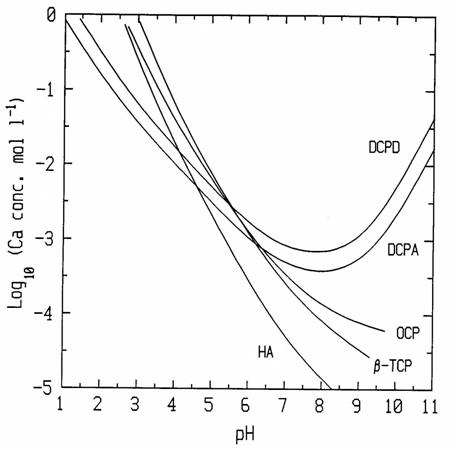 0
-1
-2
-3
-4
-5
Log₁₀ (Ca conc. mol l⁻¹)
DCPD
DCPA
OCP
β-TCP
HA
1 2 3 4 5 6 7 8 9 10 11
pH